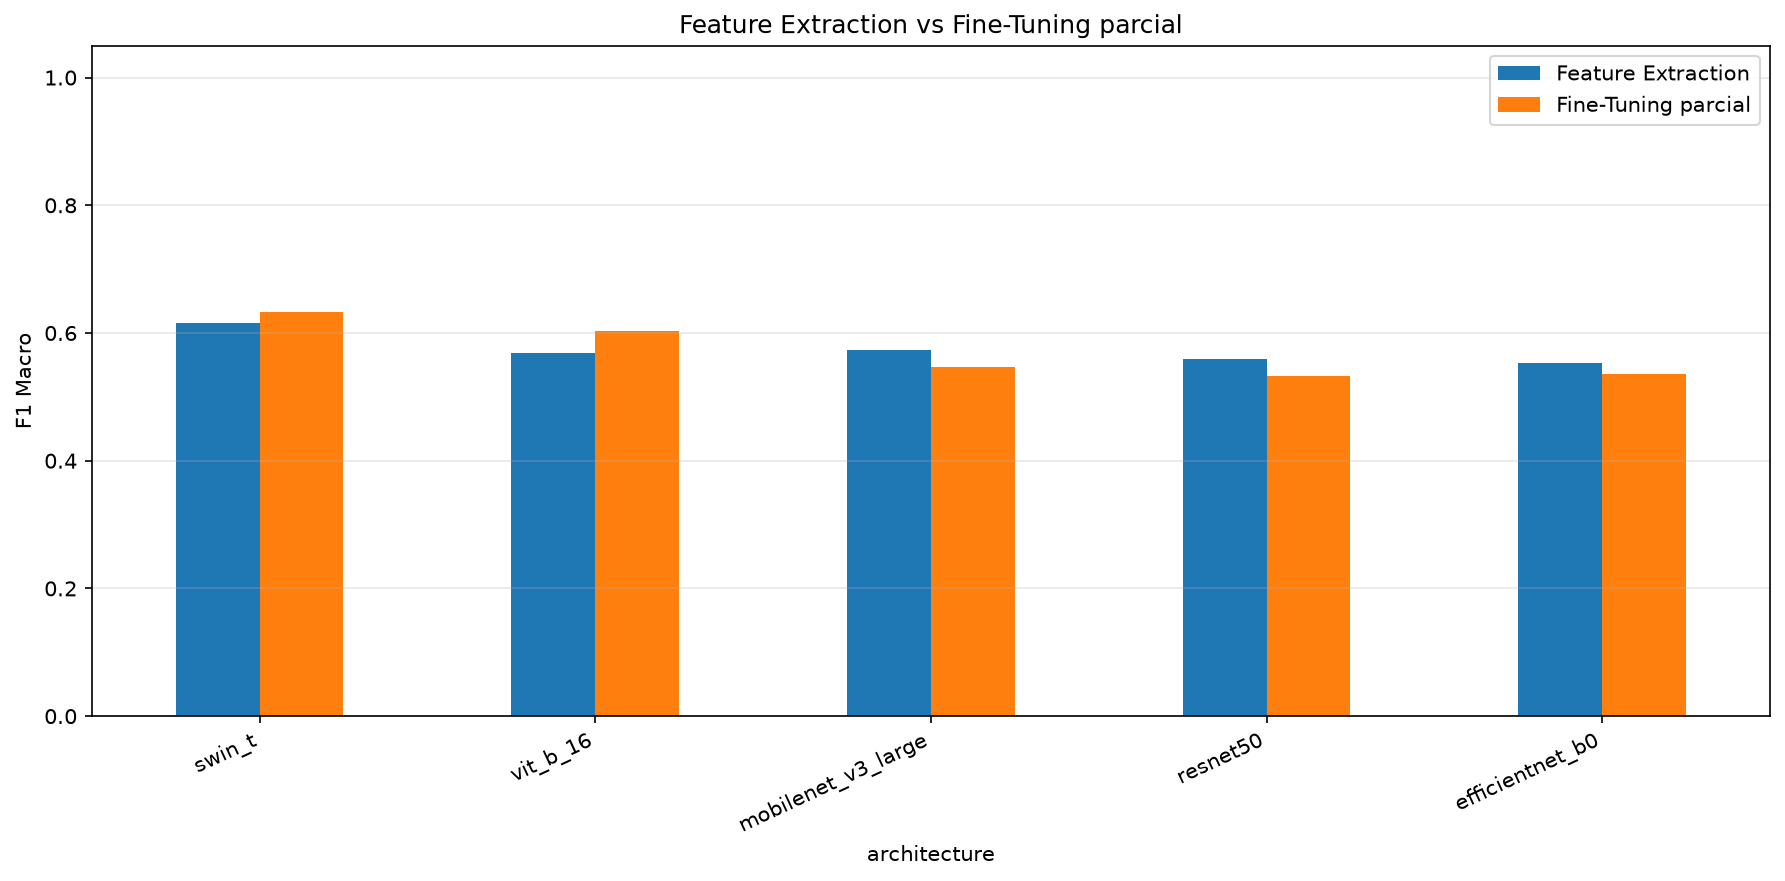 Feature Extraction vs Fine-Tuning parcial
Feature Extraction
Fine-Tuning parcial
F1 Macro
1.0
0.8
0.6
0.4
0.2
0.0
swin_t
vit_b_16
mobilenet_v3_large
resnet50
efficientnet_b0
architecture